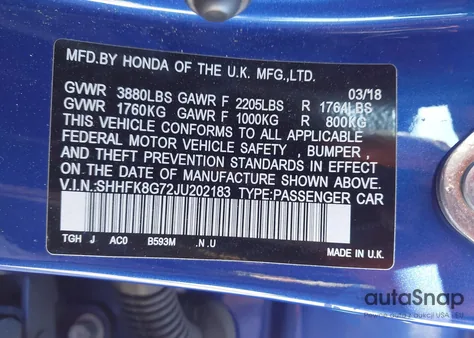 MFD.BY HONDA OF THE U.K. MFG.,LTD.
03/18
GVWR 3880LBS GAWR F 2205LBS R 1764LBS
GVWR 1760KG GAWR F 1000KG R 800KG
THIS VEHICLE CONFORMS TO ALL APPLICABLE
FEDERAL MOTOR VEHICLE SAFETY , BUMPER ,
AND THEFT PREVENTION STANDARDS IN EFFECT
ON THE DATE OF MANUFACTURE SHOWN ABOVE.
V.I.N.:SHHFK8G72JU202183 TYPE:PASSENGER CAR
TGH J AC0 B593M .N U
MADE IN U.K.
autoSnap